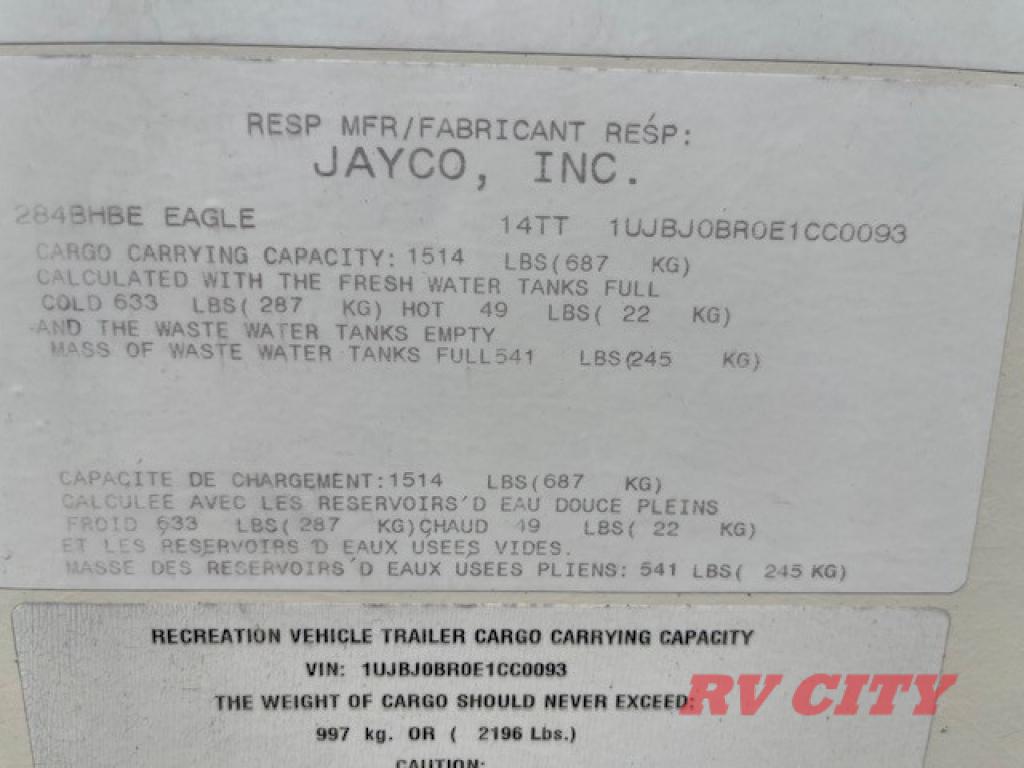 RESP MFR/FABRICANT RESP:
JAYCO, INC.
284BHBE EAGLE 14TT 1UJBJ0BR0E1CC0093
CARGO CARRYING CAPACITY: 1514 LBS(687 KG)
CALCULATED WITH THE FRESH WATER TANKS FULL
COLD 633 LBS( 287 KG) HOT 49 LBS( 22 KG)
AND THE WASTE WATER TANKS EMPTY
MASS OF WASTE WATER TANKS FULL541 LBS(245 KG)
CAPACITE DE CHARGEMENT:1514 LBS(687 KG)
CALCULEE AVEC LES RESERVOIRS'D EAU DOUCE PLEINS
FROID 633 LBS( 287 KG)CHAUD 49 LBS( 22 KG)
ET LES RESERVOIRS'D EAUX USEES VIDES.
MASSE DES RESERVOIRS'D EAUX USEES PLIENS: 541 LBS( 245 KG)
RECREATION VEHICLE TRAILER CARGO CARRYING CAPACITY
VIN: 1UJBJ0BR0E1CC0093
THE WEIGHT OF CARGO SHOULD NEVER EXCEED:
RV CITY
997 kg. OR ( 2196 Lbs.)
CAUTION: